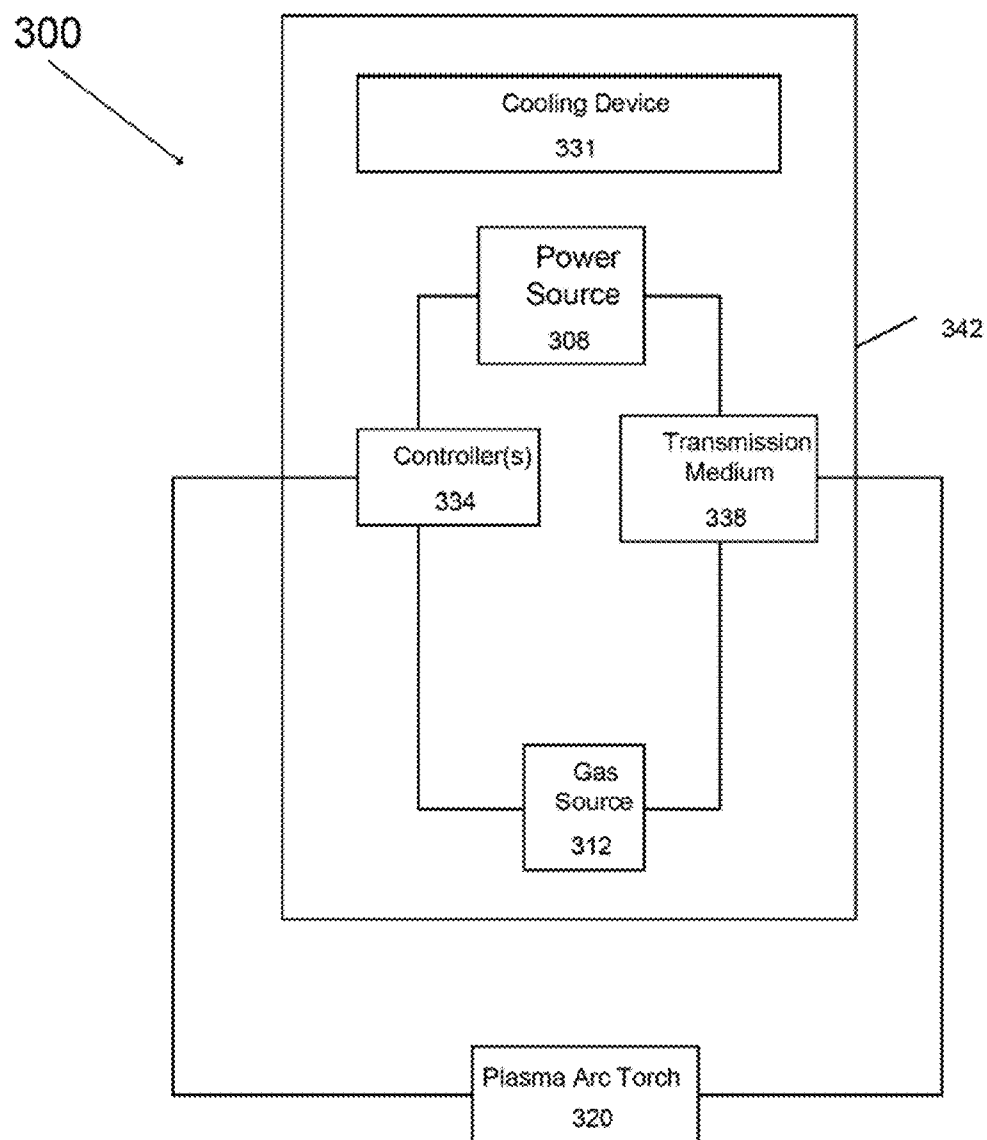 300
Cooling Device
331
Power
Source
308
342
Controller(s)
334
Transmission
Medium
338
Gas
Source
312
Plasma Arc Torch
320